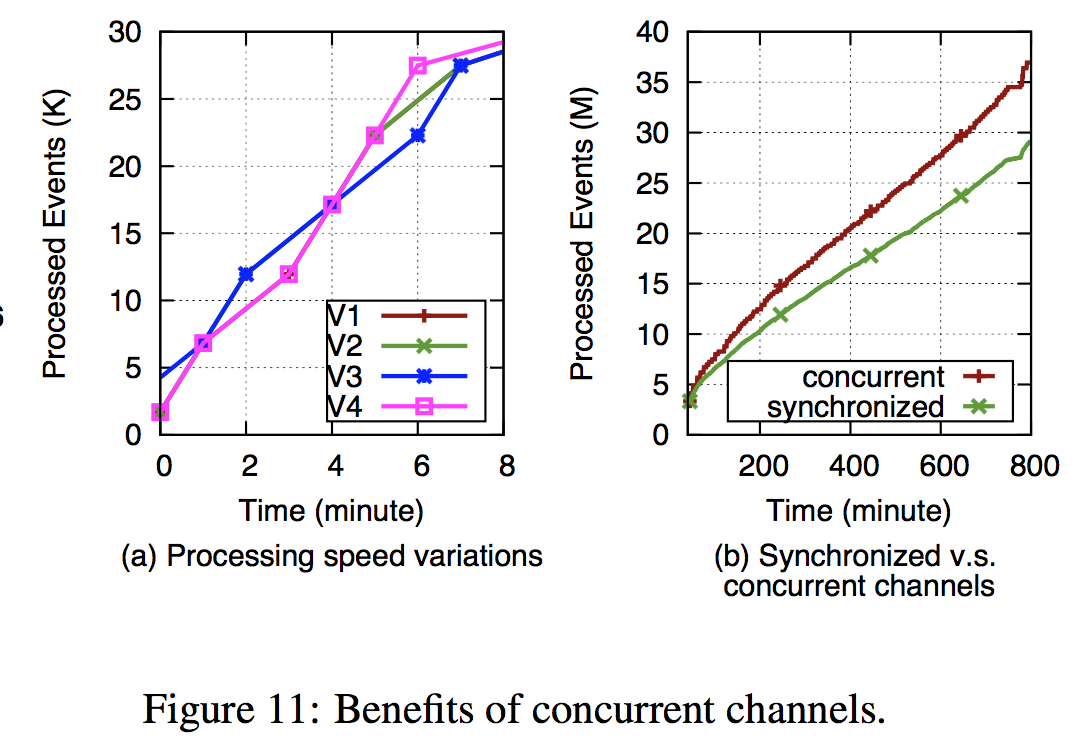 30
25
20
15
10
5
0
Processed Events (K)
V1
V2
V3
V4
0 2 4 6 8
Time (minute)
(a) Processing speed variations
40
35
30
25
20
15
10
5
0
Processed Events (M)
concurrent
synchronized
200 400 600 800
Time (minute)
(b) Synchronized v.s.
concurrent channels
Figure 11: Benefits of concurrent channels.